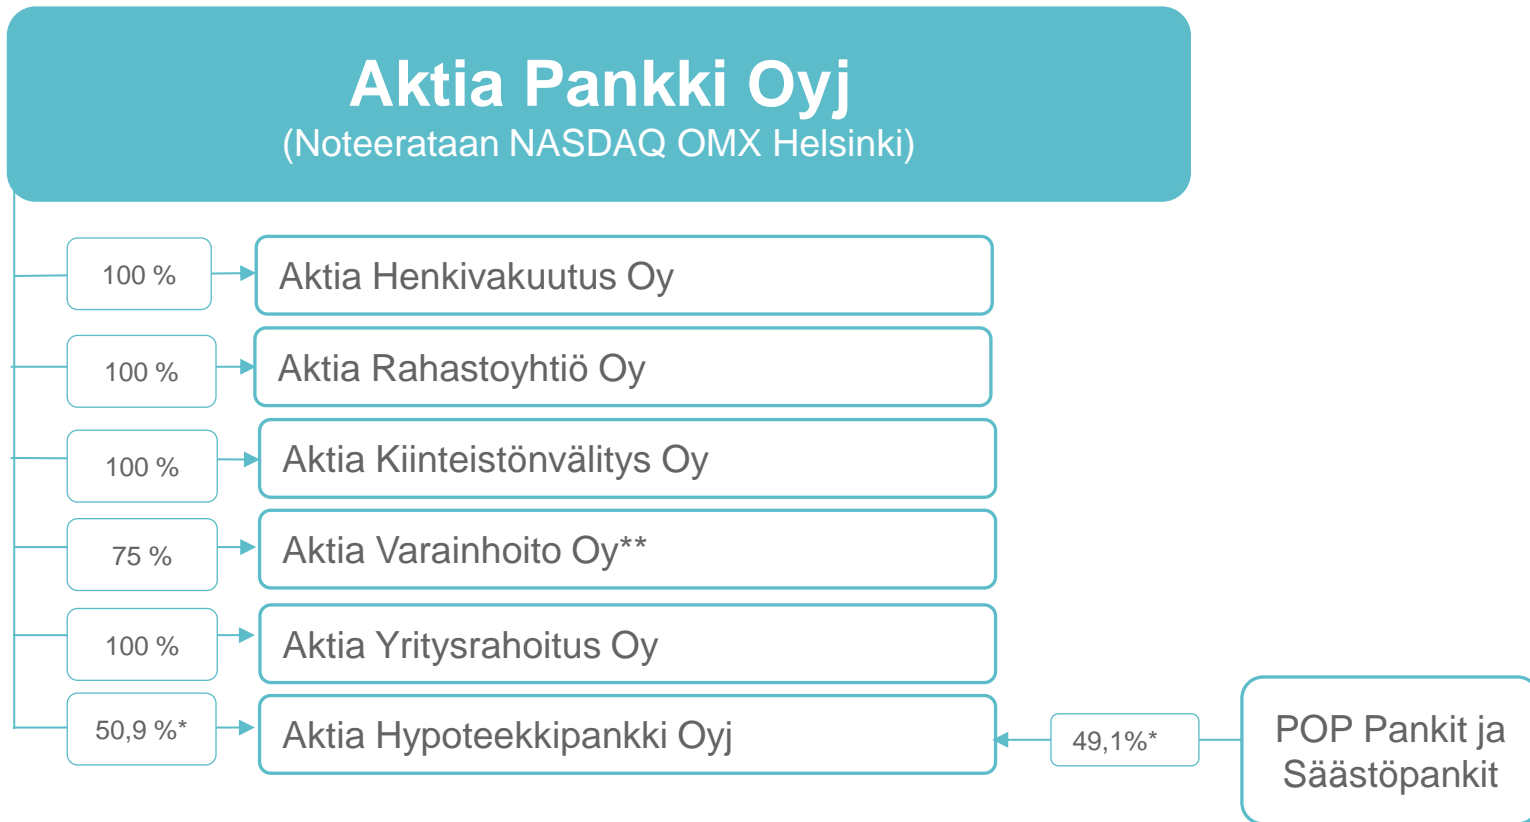 Aktia Pankki Oyj
(Noteerataan NASDAQ OMX Helsinki)
100 %
Aktia Henkivakuutus Oy
100 %
Aktia Rahastoyhtiö Oy
100 %
Aktia Kiinteistönvälitys Oy
75 %
Aktia Varainhoito Oy**
100 %
Aktia Yritysrahoitus Oy
50,9 %*
Aktia Hypoteekkipankki Oyj
49,1%*
POP Pankit ja
Säästöpankit